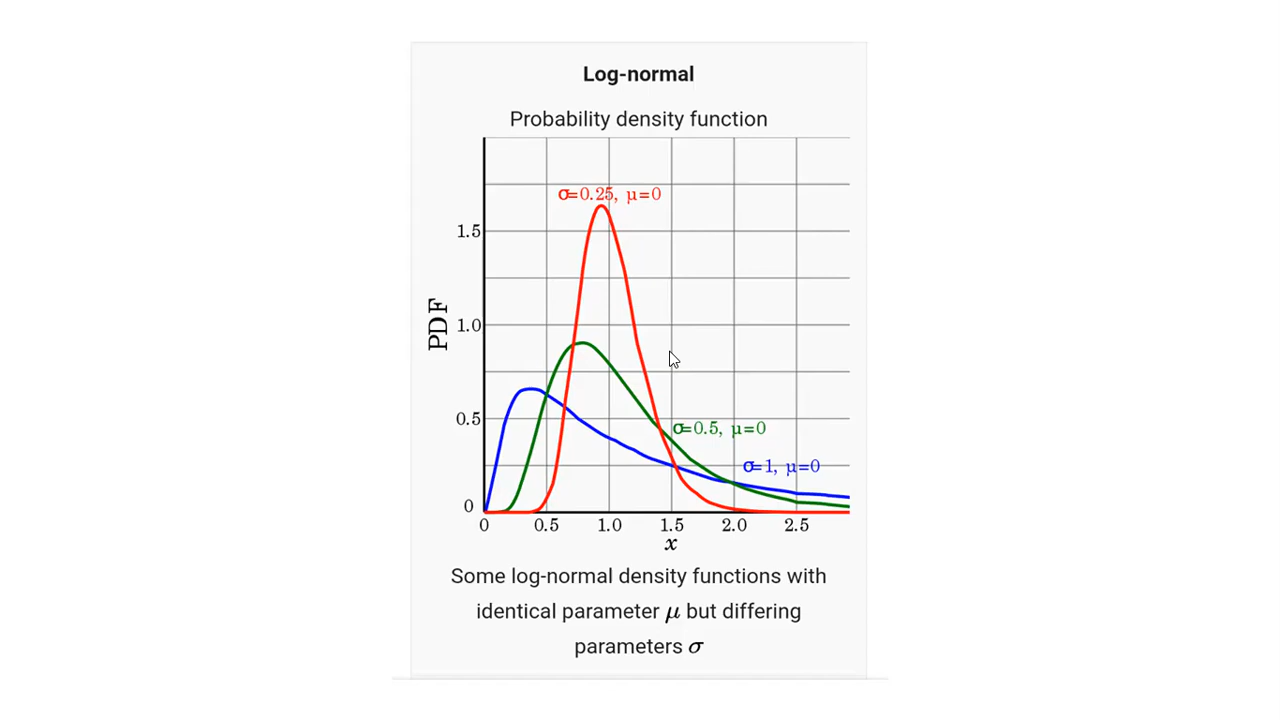 Log-normal
Probability density function
σ=0.25, μ=0
1.5
PDF
1.0
0.5
σ=0.5, μ=0
σ=1, μ=0
0
0 0.5 1.0 1.5 2.0 2.5
x
Some log-normal density functions with
identical parameter μ but differing
parameters σ